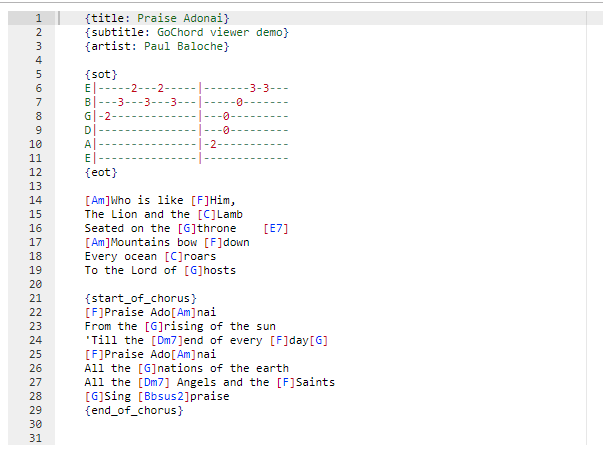 1 {title: Praise Adonai}
2 {subtitle: GoChord viewer demo}
3 {artist: Paul Baloche}
4
5 {sot}
6 E|-----2---2-----|-------3-3---
7 B|---3---3---3---|-----0-------
8 G|-2-------------|---0---------
9 D|---------------|---0---------
10 A|---------------|-2-----------
11 E|---------------|-------------
12 {eot}
13
14 [Am]Who is like [F]Him,
15 The Lion and the [C]Lamb
16 Seated on the [G]throne    [E7]
17 [Am]Mountains bow [F]down
18 Every ocean [C]roars
19 To the Lord of [G]hosts
20
21 {start_of_chorus}
22 [F]Praise Ado[Am]nai
23 From the [G]rising of the sun
24 'Till the [Dm7]end of every [F]day[G]
25 [F]Praise Ado[Am]nai
26 All the [G]nations of the earth
27 All the [Dm7] Angels and the [F]Saints
28 [G]Sing [Bbsus2]praise
29 {end_of_chorus}
30
31